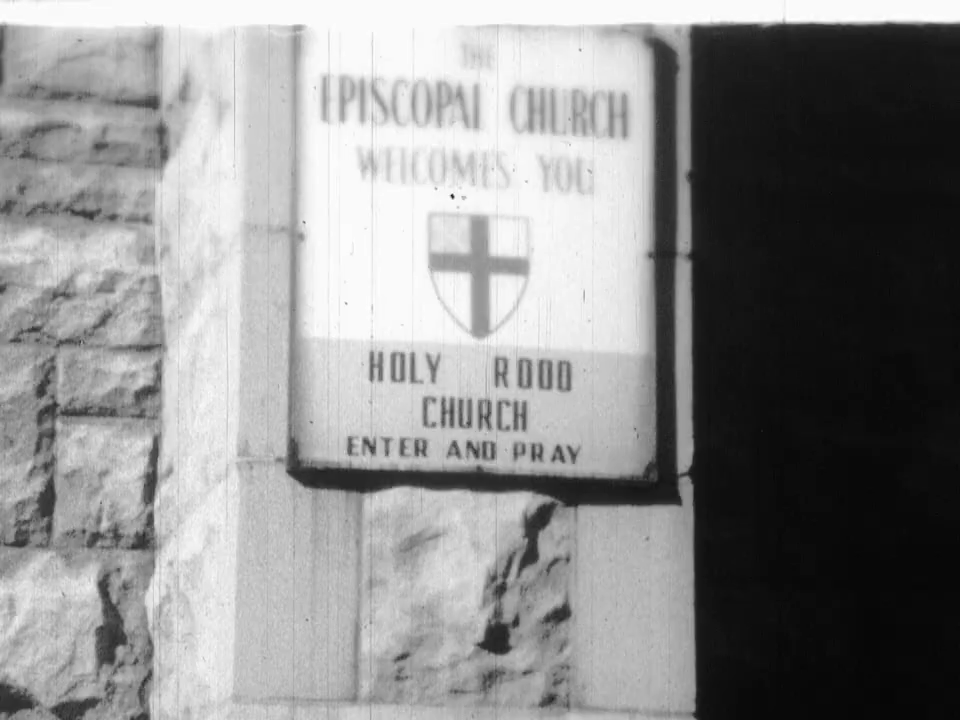 THE
EPISCOPAL CHURCH
WELCOMES YOU
HOLY ROOD
CHURCH
ENTER AND PRAY